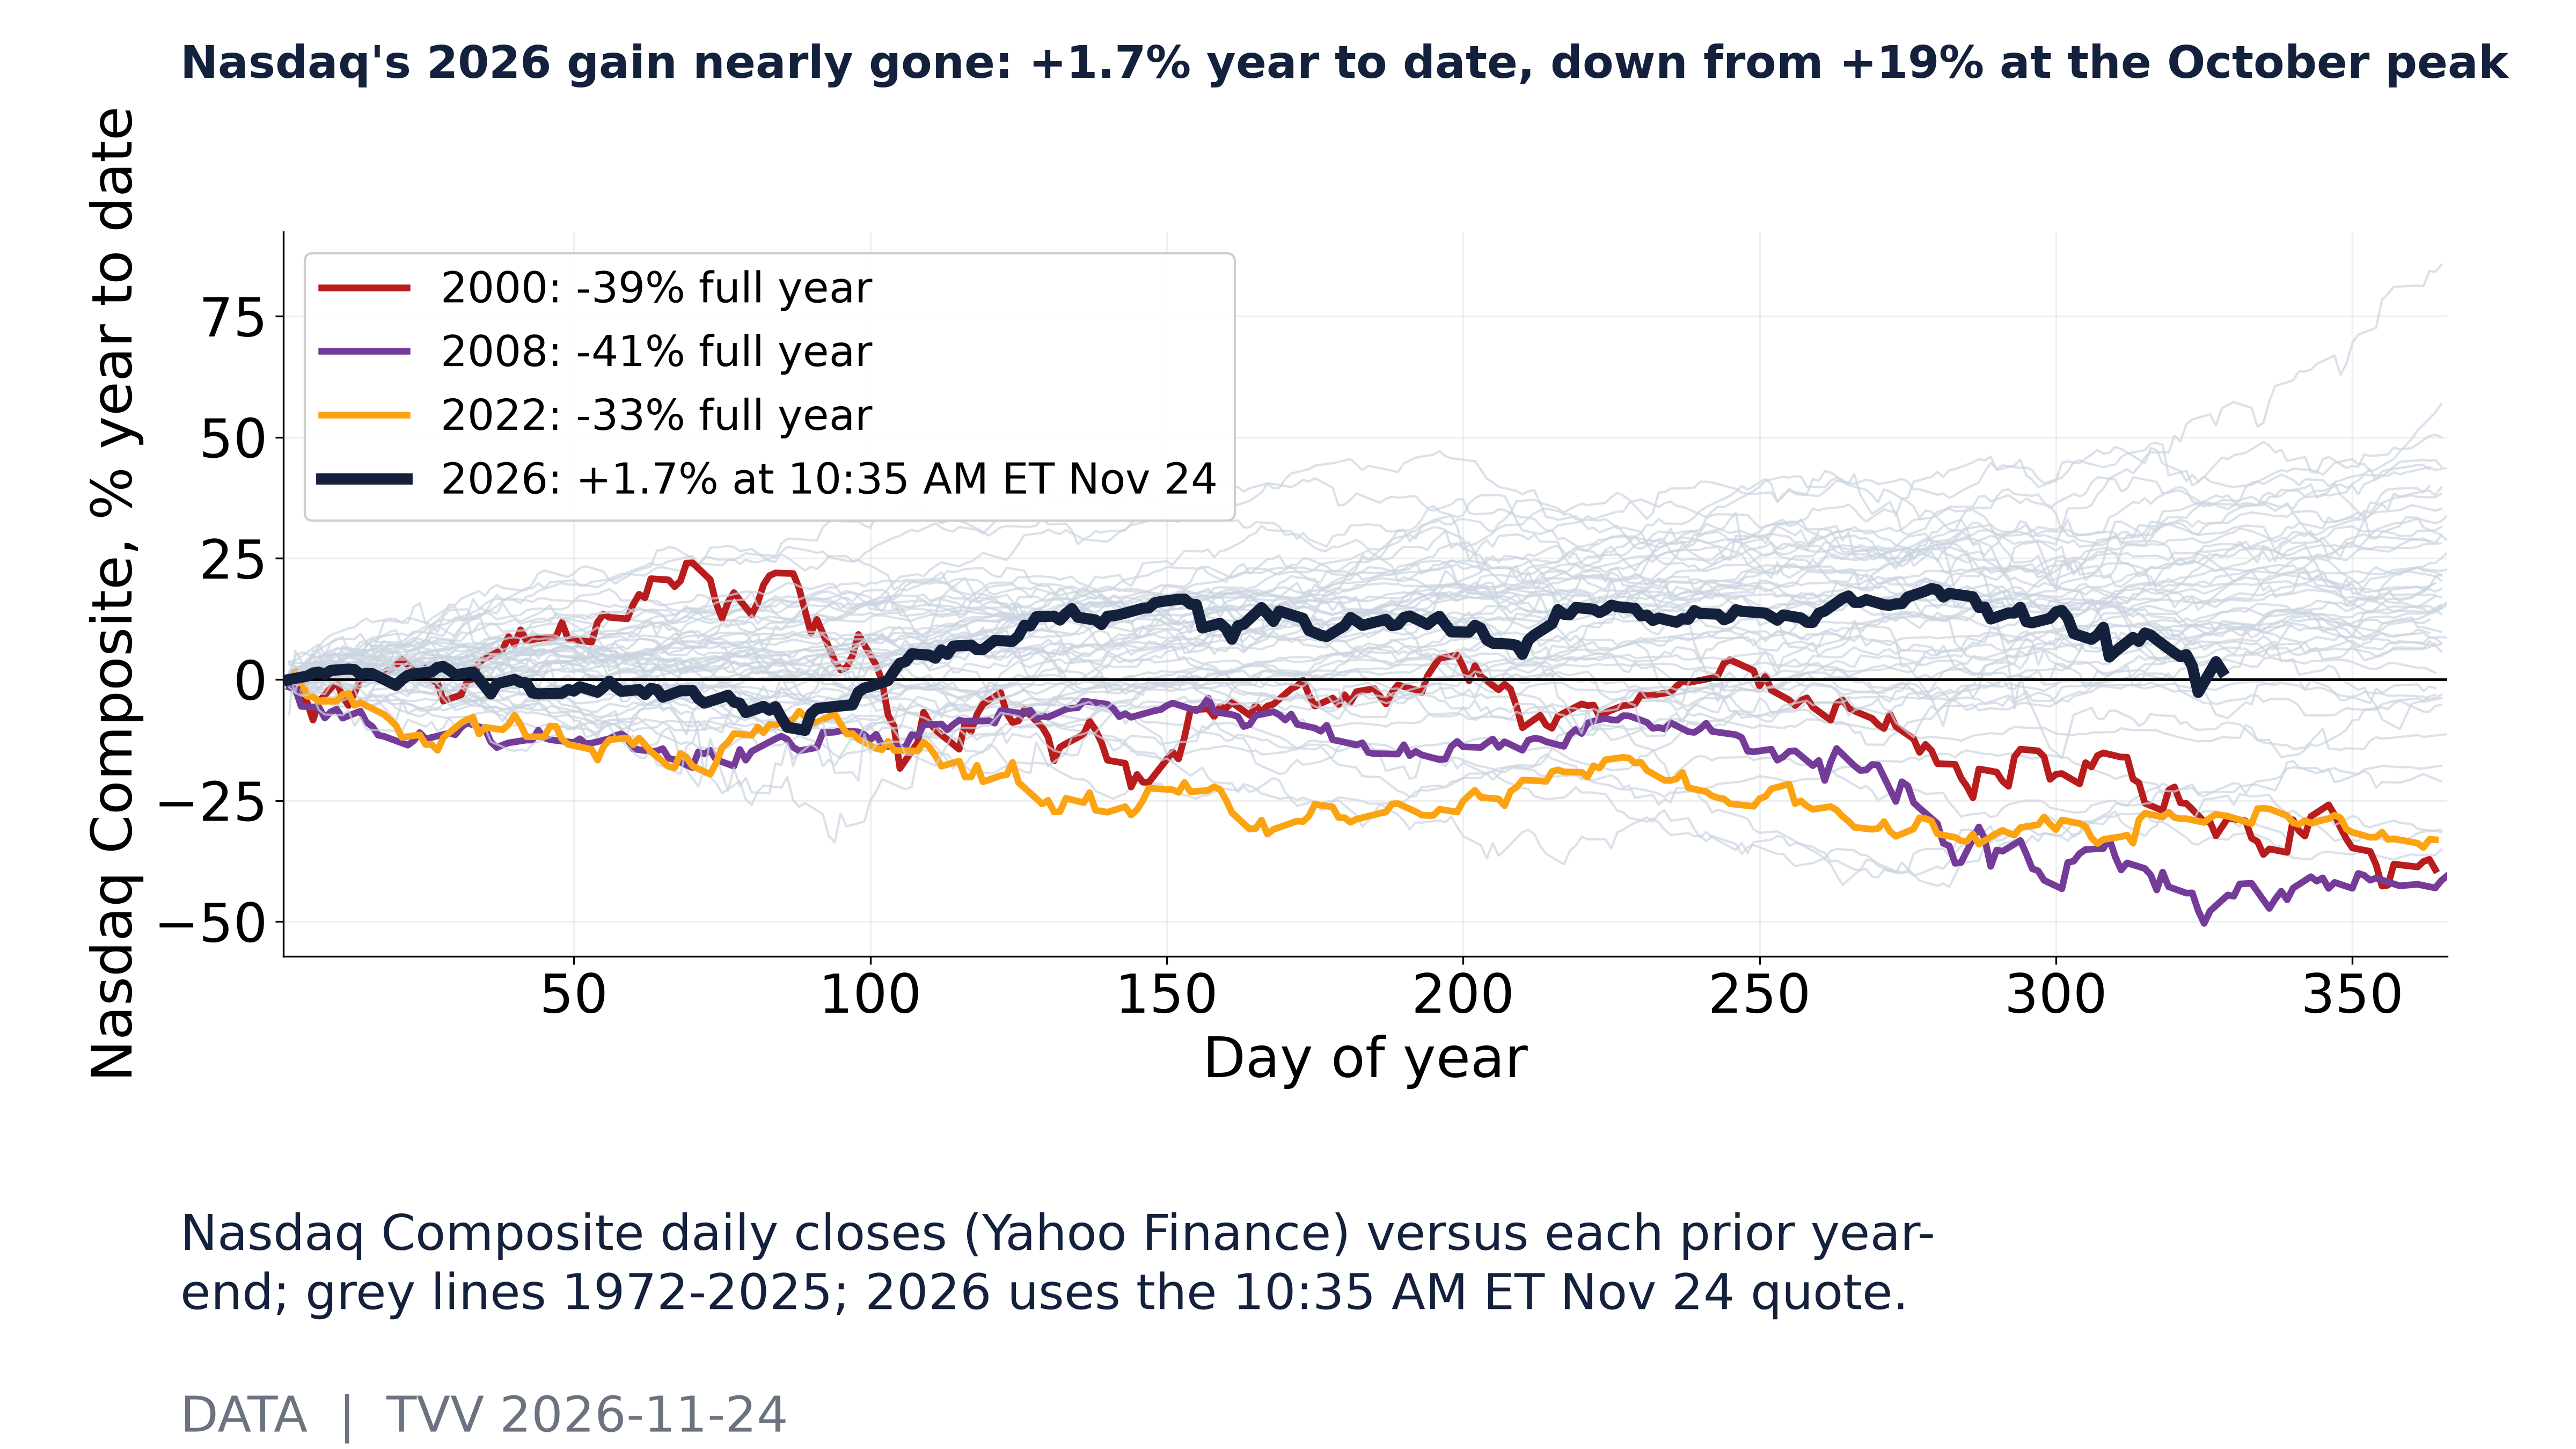 Nasdaq's 2026 gain nearly gone: +1.7% year to date, down from +19% at the October peak
Nasdaq Composite, % year to date
75
50
25
0
−25
−50
2000: -39% full year
2008: -41% full year
2022: -33% full year
2026: +1.7% at 10:35 AM ET Nov 24
50 100 150 200 250 300 350
Day of year
Nasdaq Composite daily closes (Yahoo Finance) versus each prior year-
end; grey lines 1972-2025; 2026 uses the 10:35 AM ET Nov 24 quote.
DATA | TVV 2026-11-24